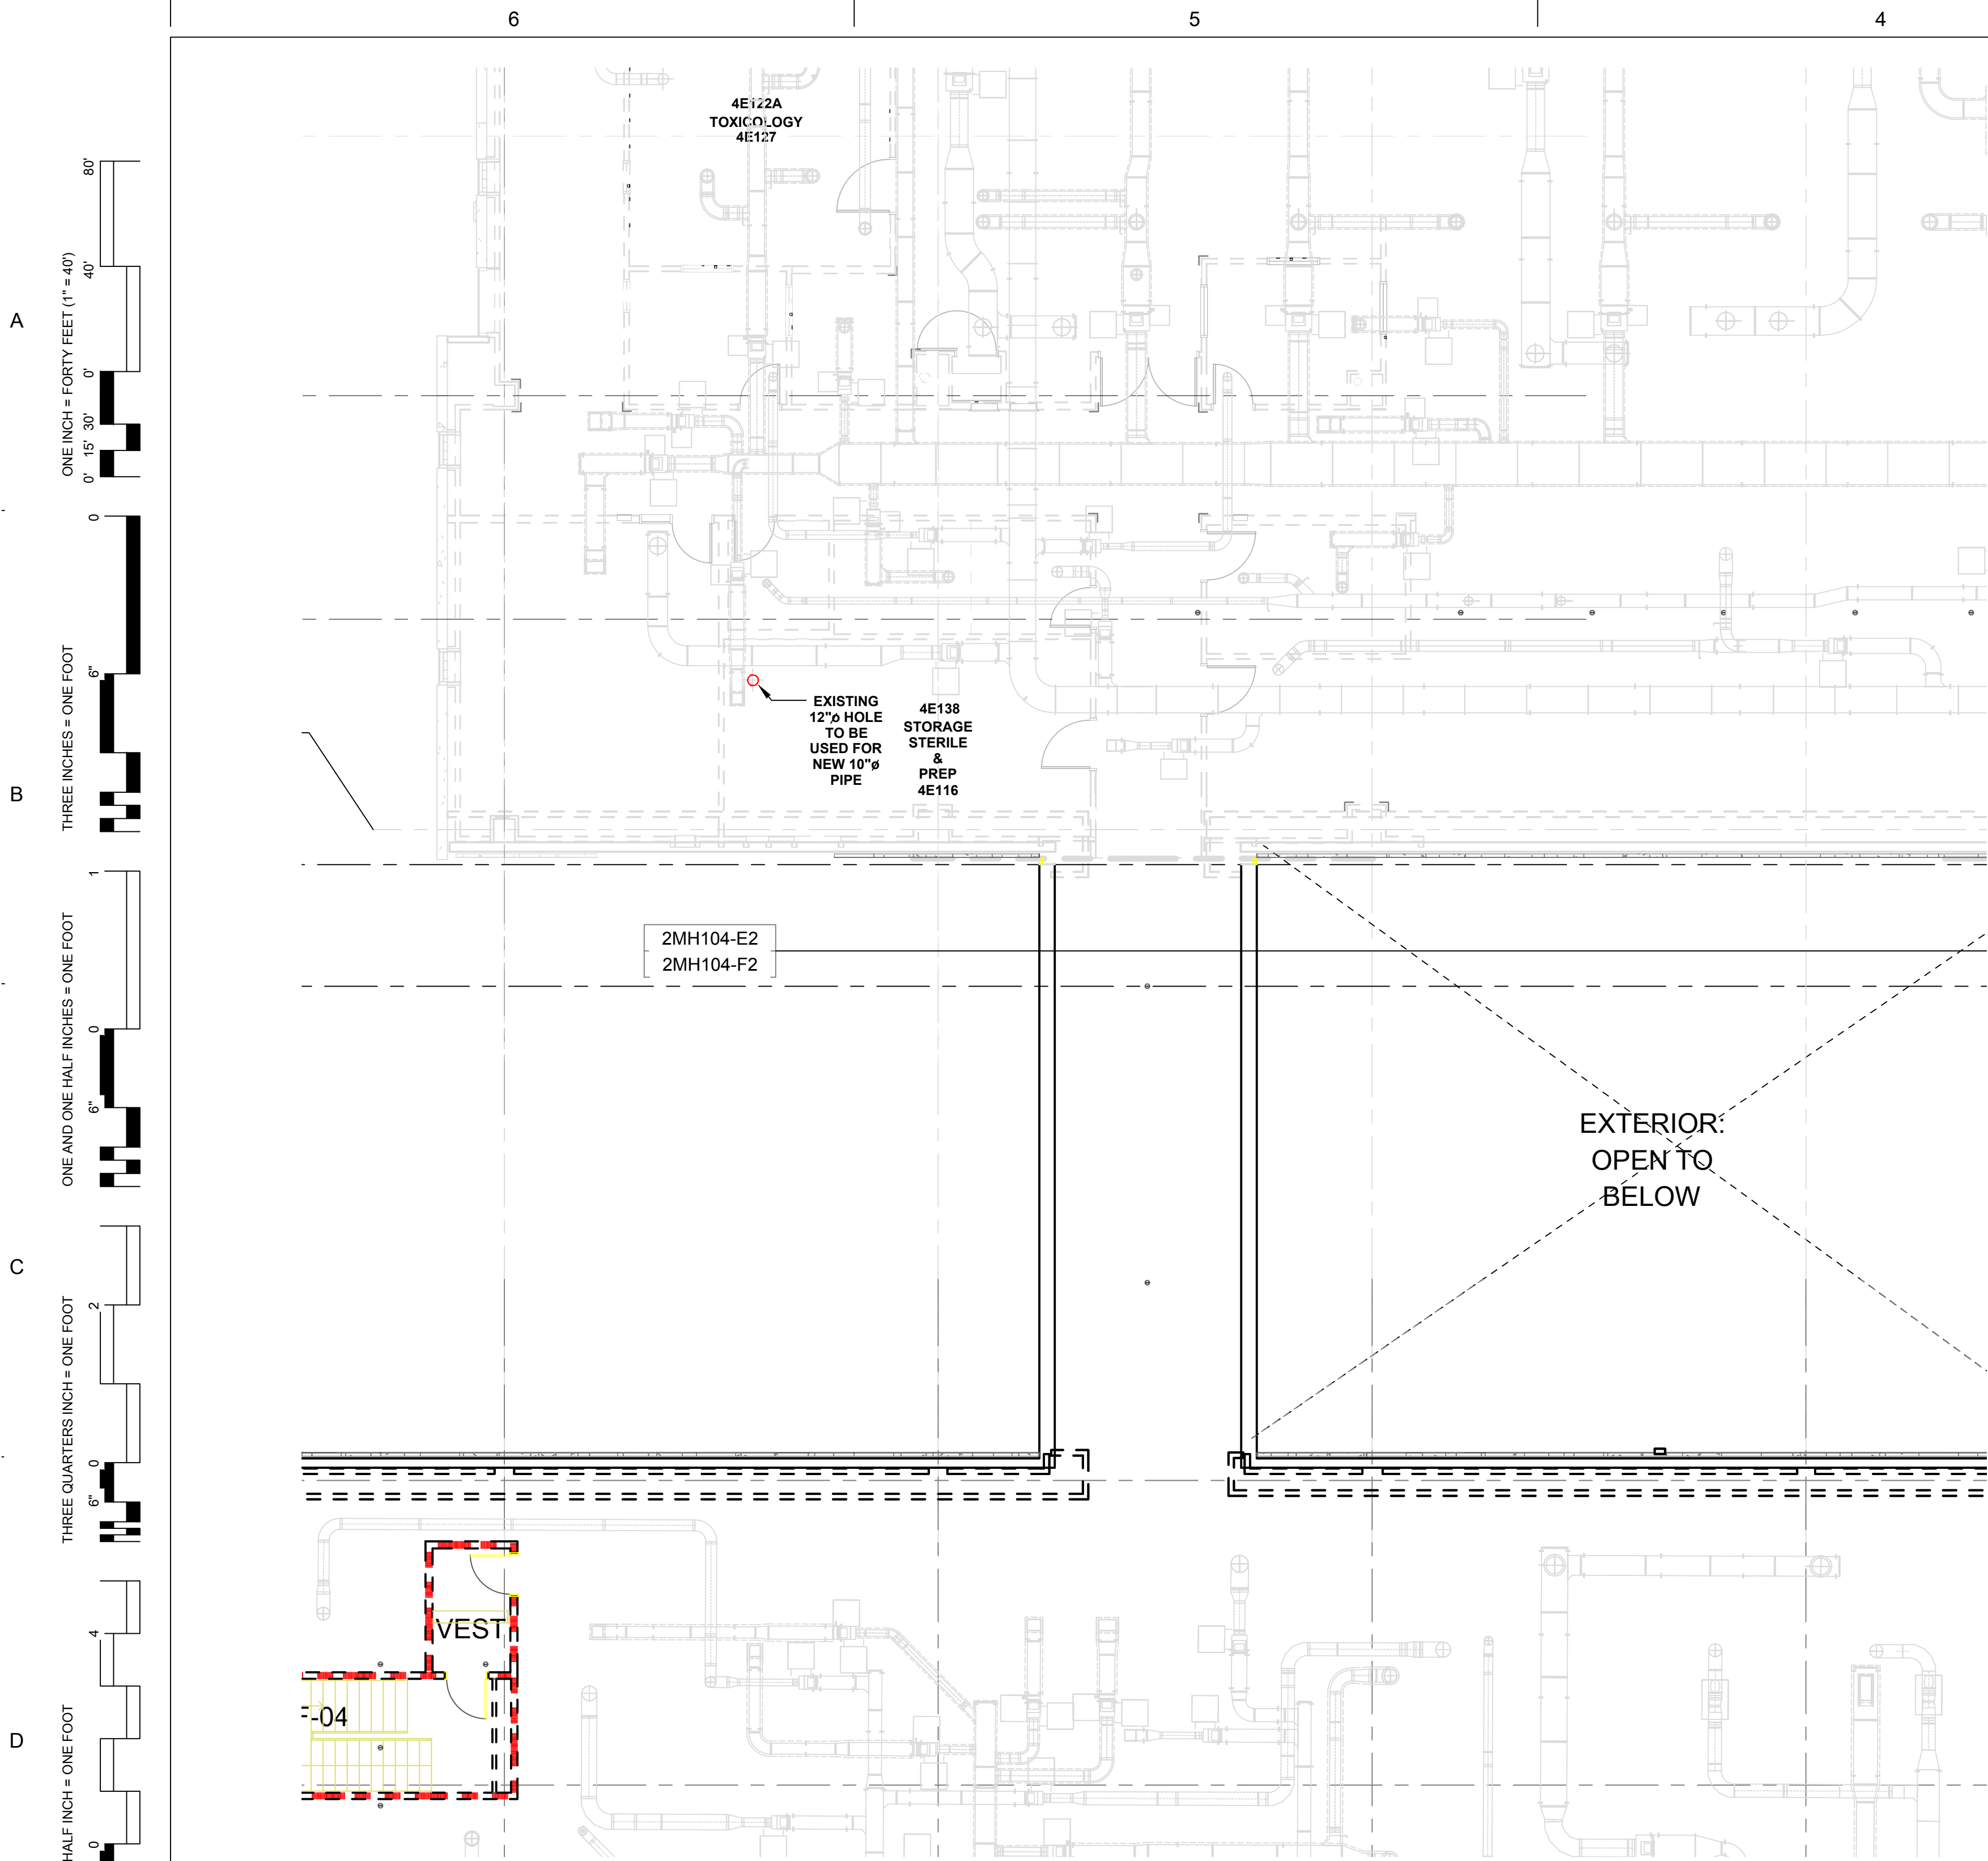 6
5
4
A
B
C
D
80'
40'
0'
30'
15'
0'
ONE INCH = FORTY FEET (1" = 40')
0
6"
THREE INCHES = ONE FOOT
1
0
6"
ONE AND ONE HALF INCHES = ONE FOOT
2
0
6"
THREE QUARTERS INCH = ONE FOOT
4
0
HALF INCH = ONE FOOT
4E122A
TOXICOLOGY
4E127
EXISTING
12"ø HOLE
TO BE
USED FOR
NEW 10"ø
PIPE
4E138
STORAGE
STERILE
&
PREP
4E116
2MH104-E2
2MH104-F2
EXTERIOR:
OPEN TO
BELOW
VEST
-04